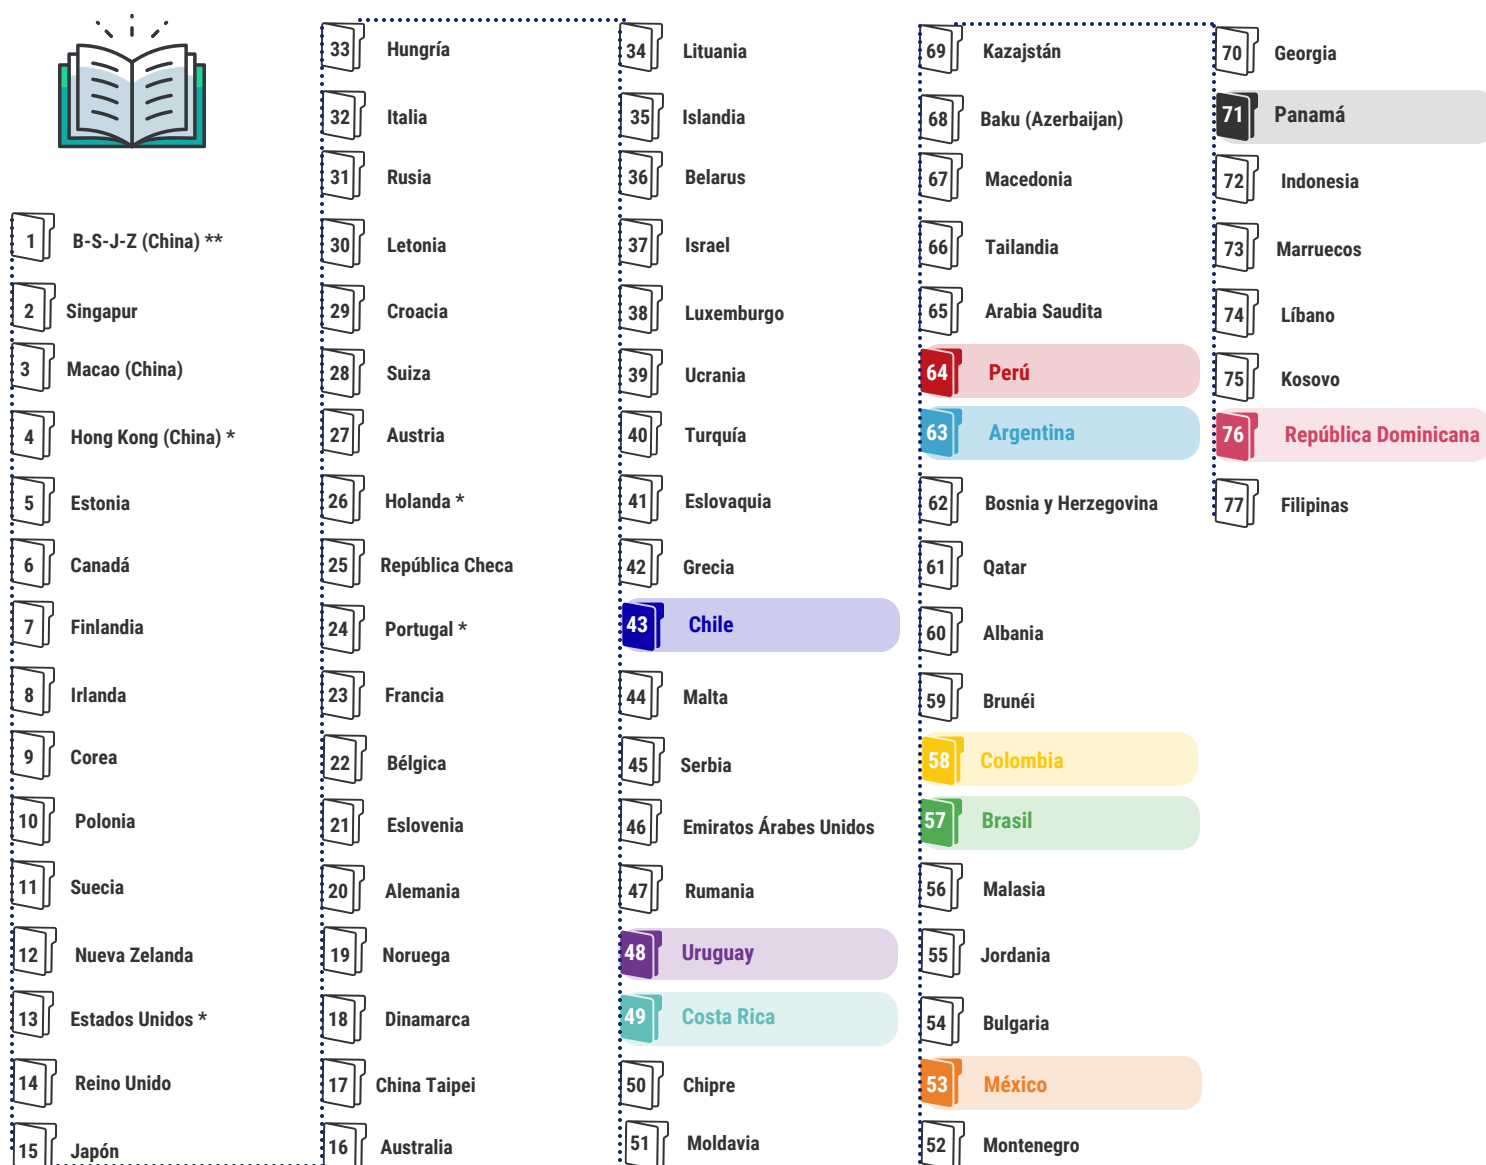 1 B-S-J-Z (China) **
2 Singapur
3 Macao (China)
4 Hong Kong (China) *
5 Estonia
6 Canadá
7 Finlandia
8 Irlanda
9 Corea
10 Polonia
11 Suecia
12 Nueva Zelanda
13 Estados Unidos *
14 Reino Unido
15 Japón
33 Hungría
32 Italia
31 Rusia
30 Letonia
29 Croacia
28 Suiza
27 Austria
26 Holanda *
25 República Checa
24 Portugal *
23 Francia
22 Bélgica
21 Eslovenia
20 Alemania
19 Noruega
18 Dinamarca
17 China Taipei
16 Australia
34 Lituania
35 Islandia
36 Belarus
37 Israel
38 Luxemburgo
39 Ucrania
40 Turquía
41 Eslovaquia
42 Grecia
43 Chile
44 Malta
45 Serbia
46 Emiratos Árabes Unidos
47 Rumania
48 Uruguay
49 Costa Rica
50 Chipre
51 Moldavia
69 Kazajstán
68 Baku (Azerbaijan)
67 Macedonia
66 Tailandia
65 Arabia Saudita
64 Perú
63 Argentina
62 Bosnia y Herzegovina
61 Qatar
60 Albania
59 Brunéi
58 Colombia
57 Brasil
56 Malasia
55 Jordania
54 Bulgaria
53 México
52 Montenegro
70 Georgia
71 Panamá
72 Indonesia
73 Marruecos
74 Líbano
75 Kosovo
76 República Dominicana
77 Filipinas